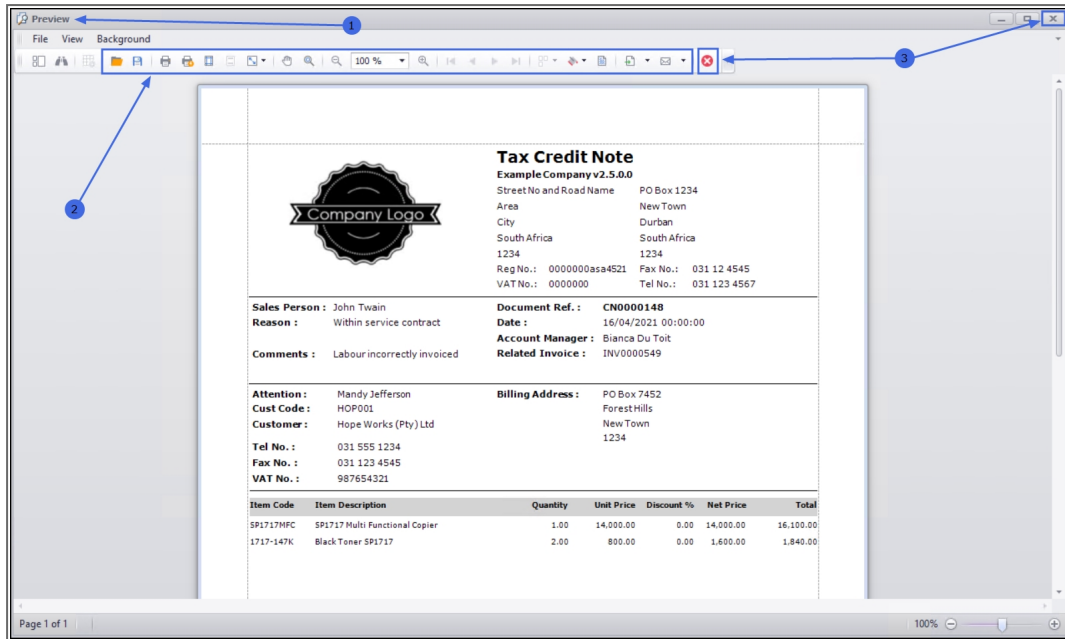 Preview
1
File View Background
3
100 %
2
Company Logo
Tax Credit Note
Example Company v2.5.0.0
Street No and Road Name PO Box 1234
Area New Town
City Durban
South Africa South Africa
1234 1234
Reg No.: 0000000asa4521 Fax No.: 031 12 4545
VAT No.: 0000000 Tel No.: 031 123 4567
Sales Person : John Twain Document Ref. : CN0000148
Reason : Within service contract Date : 16/04/2021 00:00:00
Account Manager : Bianca Du Toit
Comments : Labour incorrectly invoiced Related Invoice : INV0000549
Attention : Mandy Jefferson Billing Address : PO Box 7452
Cust Code : HOP001 Forest Hills
Customer : Hope Works (Pty) Ltd New Town
1234
Tel No. : 031 555 1234
Fax No. : 031 123 4545
VAT No. : 987654321
Item Code Item Description Quantity Unit Price Discount % Net Price Total
SP1717MFC SP1717 Multi Functional Copier 1.00 14,000.00 0.00 14,000.00 16,100.00
1717-147K Black Toner SP1717 2.00 800.00 0.00 1,600.00 1,840.00
Page 1 of 1 100%